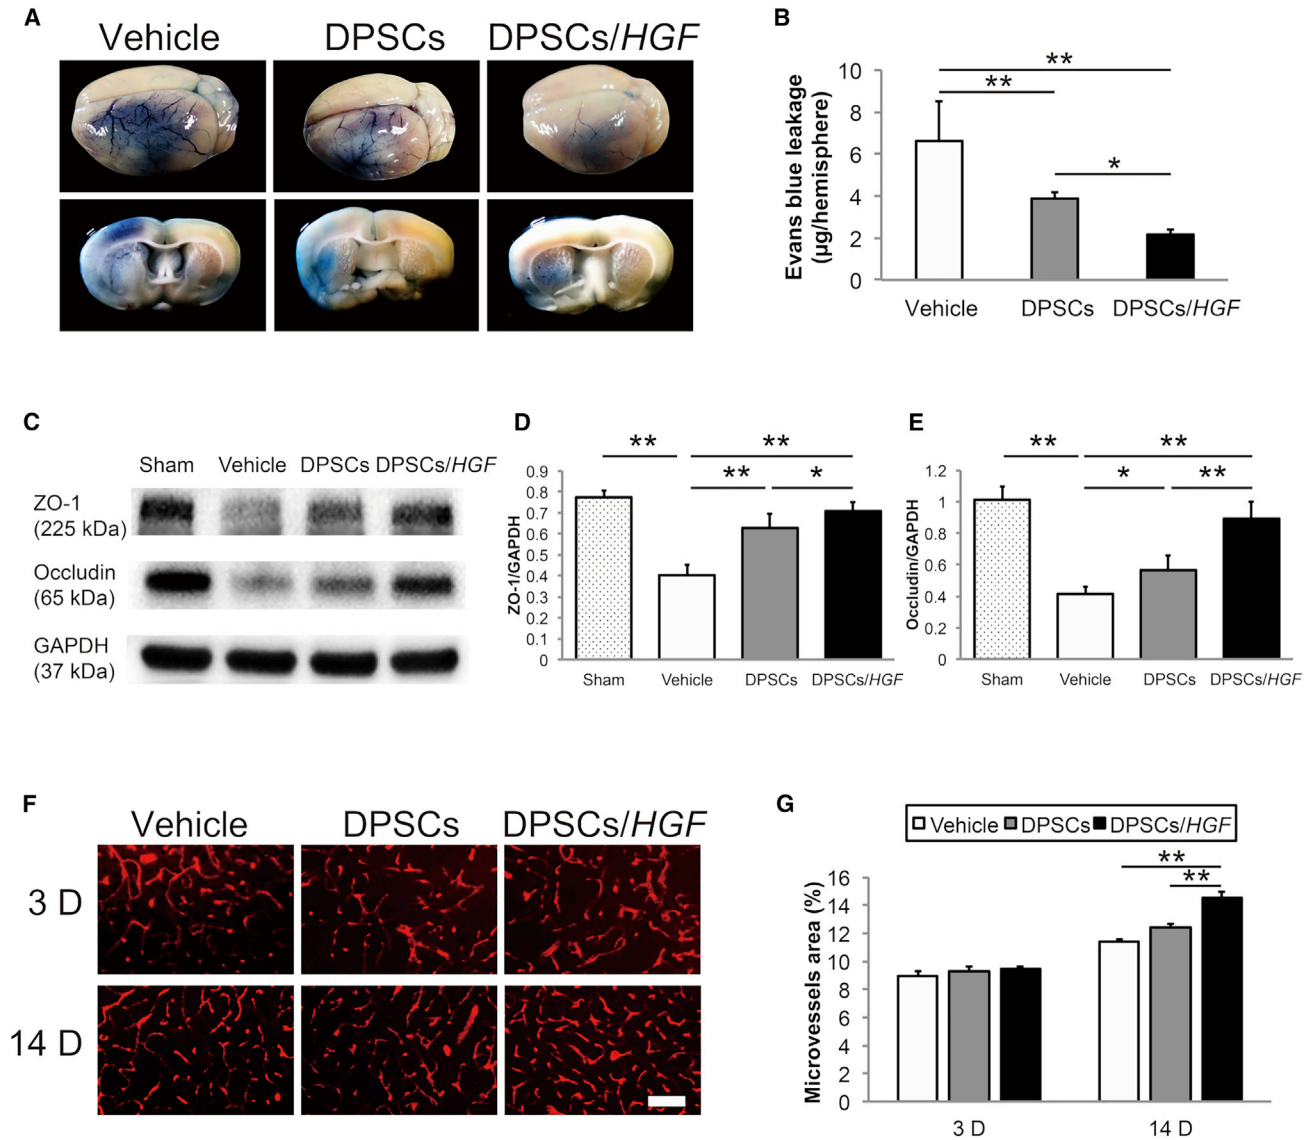 A
Vehicle DPSCs DPSCs/HGF
B
** 
**
*
Evans blue leakage
(µg/hemisphere)
10
8
6
4
2
0
Vehicle DPSCs DPSCs/HGF
C
Sham Vehicle DPSCs DPSCs/HGF
ZO-1
(225 kDa)
Occludin
(65 kDa)
GAPDH
(37 kDa)
D
** **
** *
ZO-1/GAPDH
0.9
0.8
0.7
0.6
0.5
0.4
0.3
0.2
0.1
0
Sham Vehicle DPSCs DPSCs/HGF
E
** **
* **
Occludin/GAPDH
1.2
1
0.8
0.6
0.4
0.2
0
Sham Vehicle DPSCs DPSCs/HGF
F
Vehicle DPSCs DPSCs/HGF
3 D
14 D
G
Vehicle DPSCs DPSCs/HGF
**
**
Microvessels area (%)
16
14
12
10
8
6
4
2
0
3 D 14 D